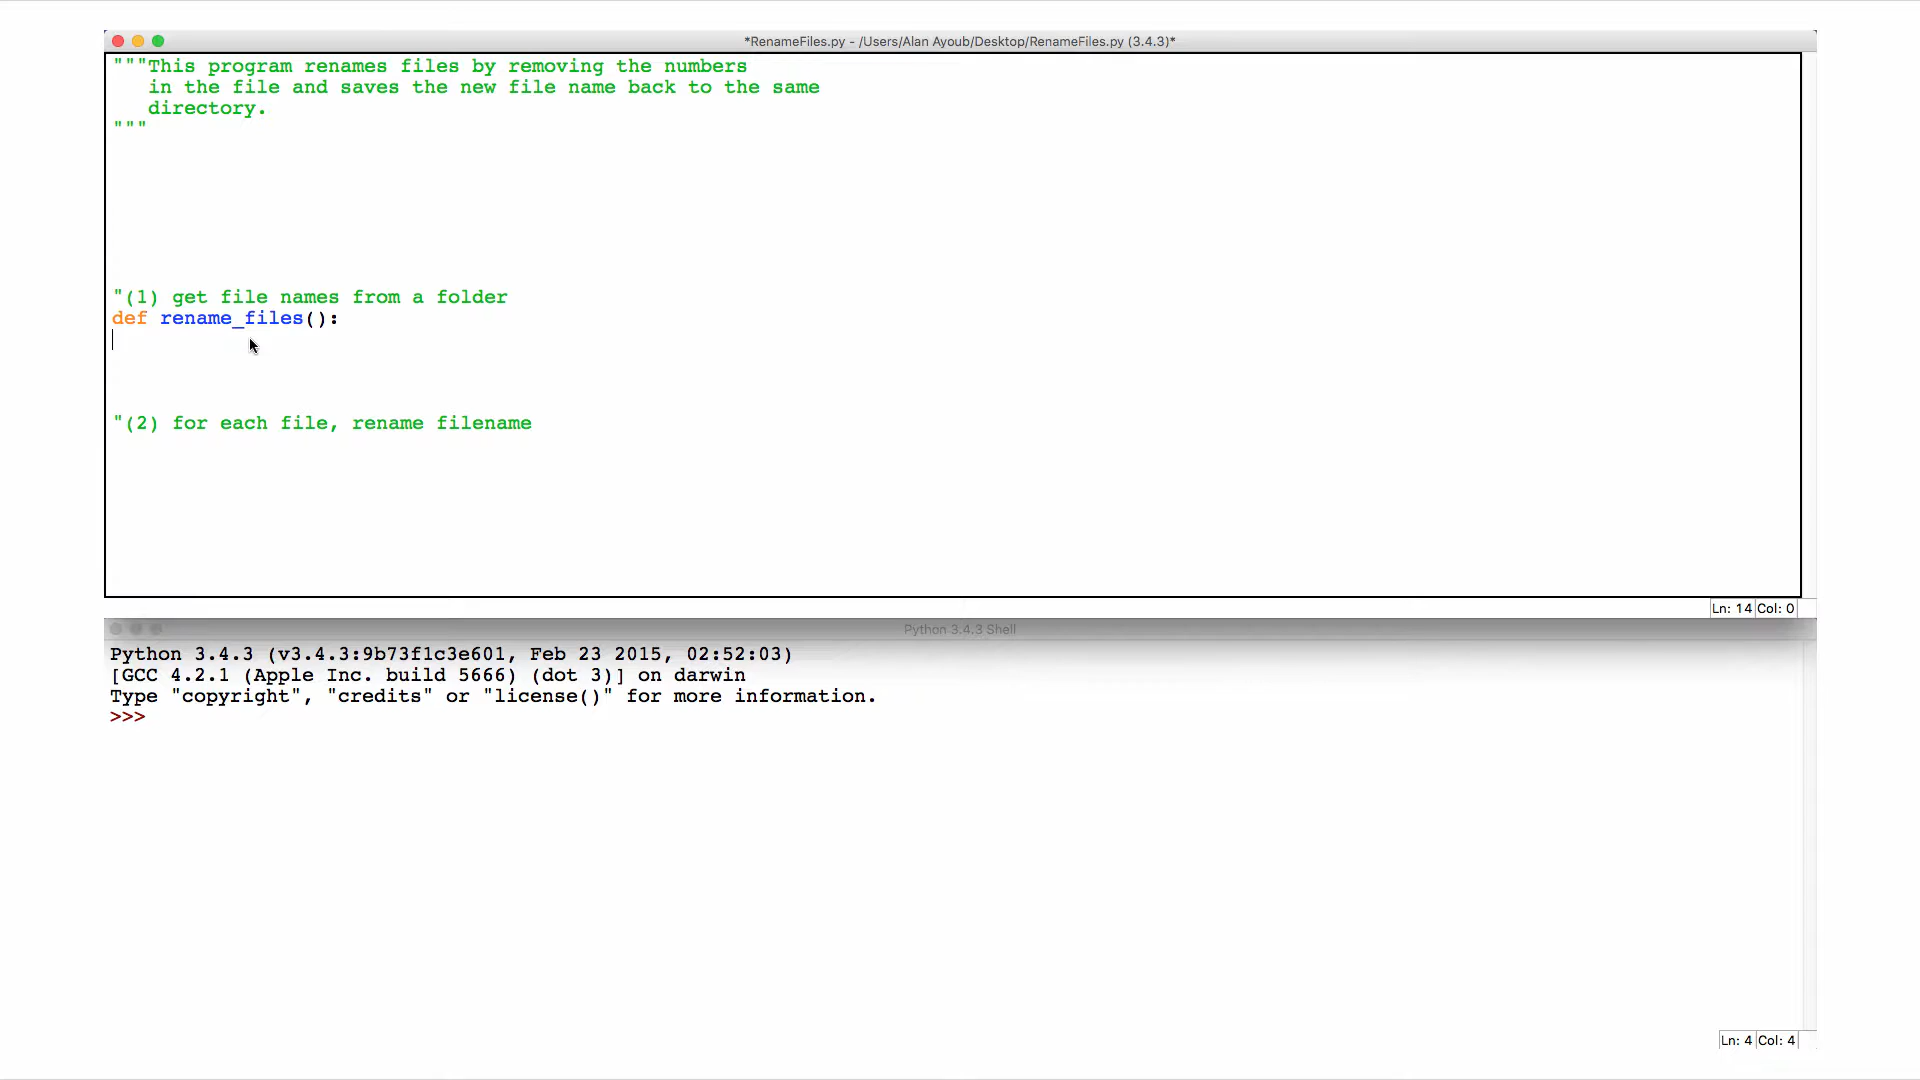 *RenameFiles.py - /Users/Alan Ayoub/Desktop/RenameFiles.py (3.4.3)*
"""This program renames files by removing the numbers
in the file and saves the new file name back to the same
directory.
"""
"(1) get file names from a folder
def rename_files():
"(2) for each file, rename filename
Ln: 14 Col: 0
Python 3.4.3 Shell
Python 3.4.3 (v3.4.3:9b73f1c3e601, Feb 23 2015, 02:52:03)
[GCC 4.2.1 (Apple Inc. build 5666) (dot 3)] on darwin
Type "copyright", "credits" or "license()" for more information.
>>>
Ln: 4 Col: 4